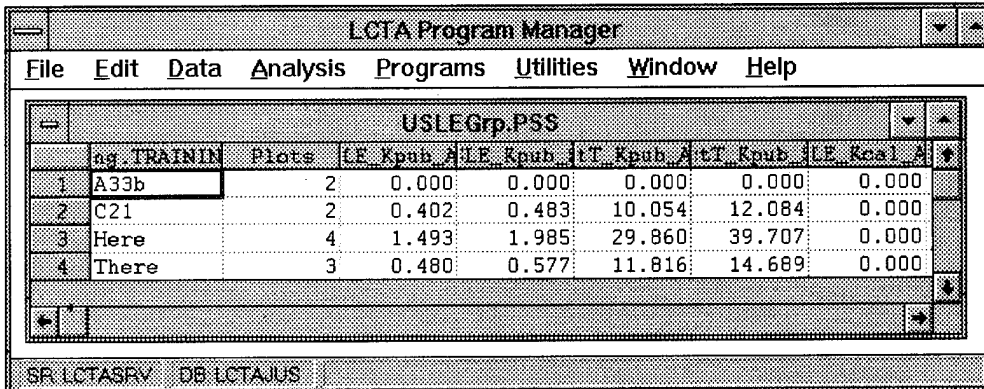 LCTA Program Manager
File Edit Data Analysis Programs Utilities Window Help
USLEGrp.PSS
ng.TRAININ Plots LE_Kpub_A LE_Kpub_ tT_Kpub_A tT_Kpub_ LE_Kcal_A
1 A33b 2 0.000 0.000 0.000 0.000 0.000
2 C21 2 0.402 0.483 10.054 12.084 0.000
3 Here 4 1.493 1.985 29.860 39.707 0.000
4 There 3 0.480 0.577 11.816 14.689 0.000
SR LCTASRV DB LCTAJUS